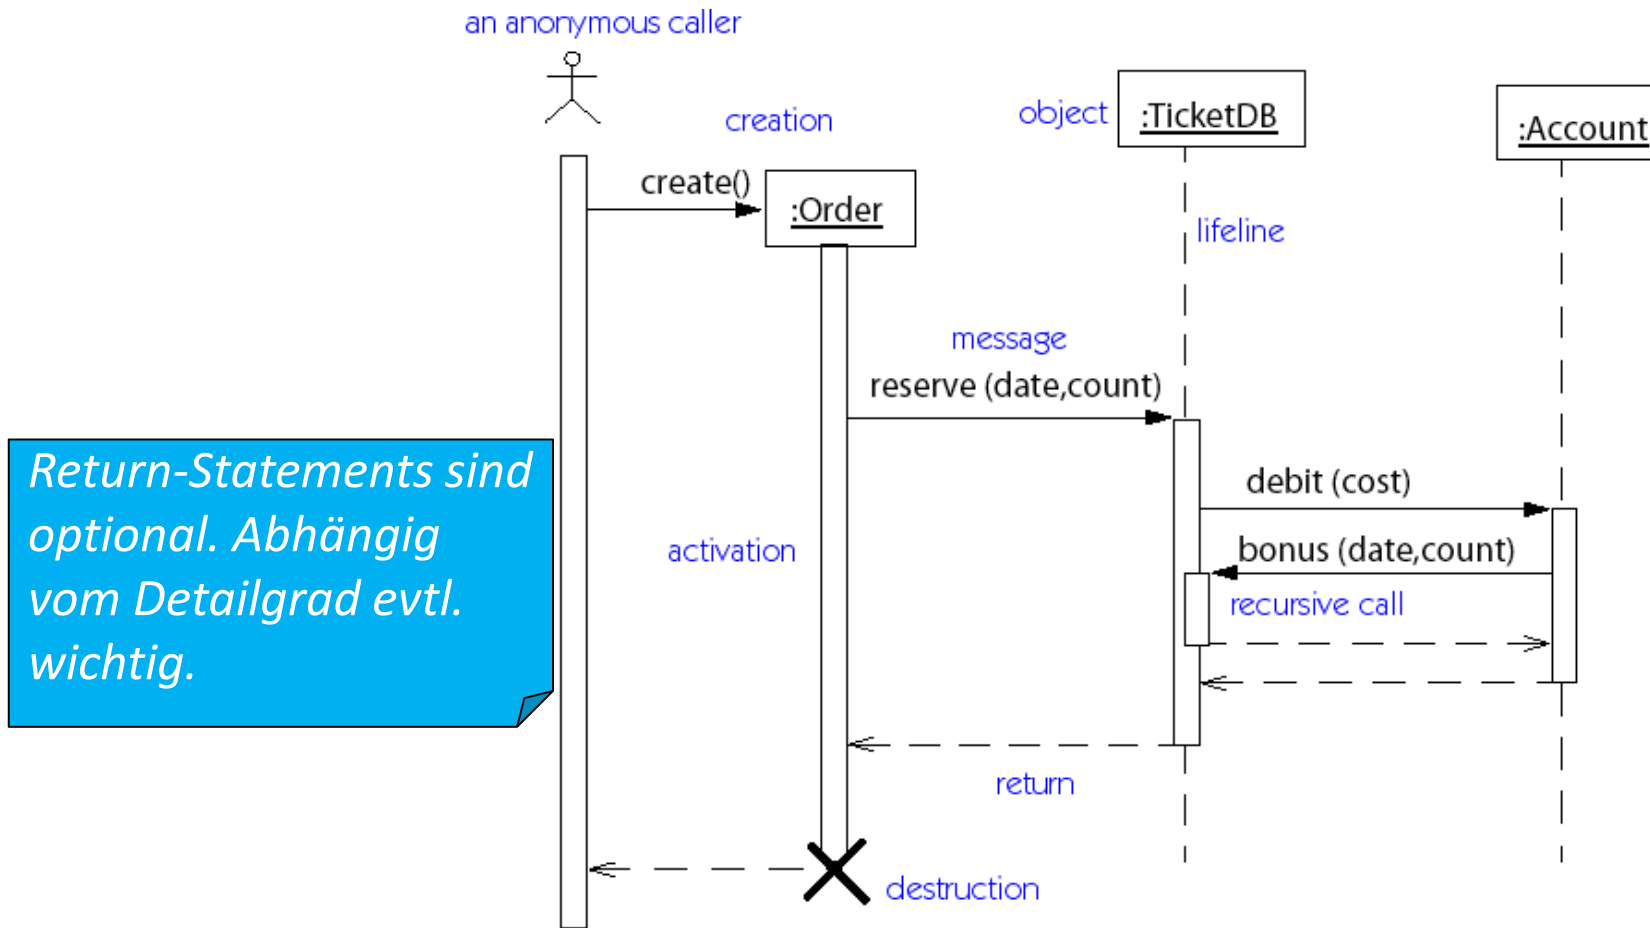 an anonymous caller
creation
object
:TicketDB
:Account
create()
:Order
lifeline
message
reserve (date,count)
Return-Statements sind
optional. Abhängig
vom Detailgrad evtl.
wichtig.
activation
debit (cost)
bonus (date,count)
recursive call
return
destruction